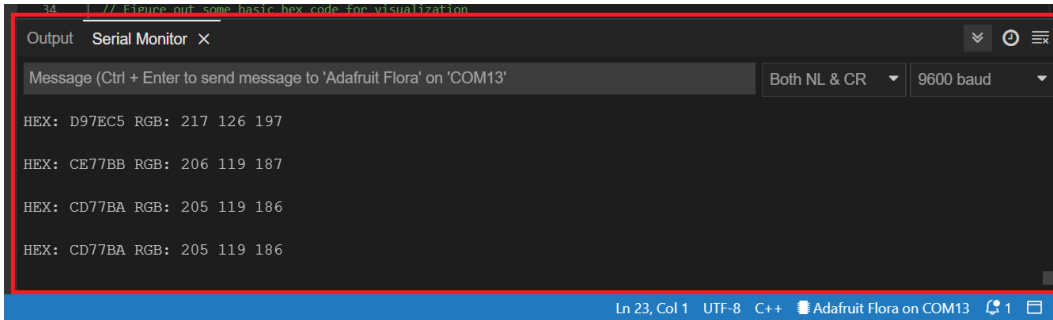 34 // Figure out some basic hex code for visualization
Output Serial Monitor ×
Message (Ctrl + Enter to send message to 'Adafruit Flora' on 'COM13'
Both NL & CR 9600 baud
HEX: D97EC5 RGB: 217 126 197
HEX: CE77BB RGB: 206 119 187
HEX: CD77BA RGB: 205 119 186
HEX: CD77BA RGB: 205 119 186
Ln 23, Col 1 UTF-8 C++ Adafruit Flora on COM13 1